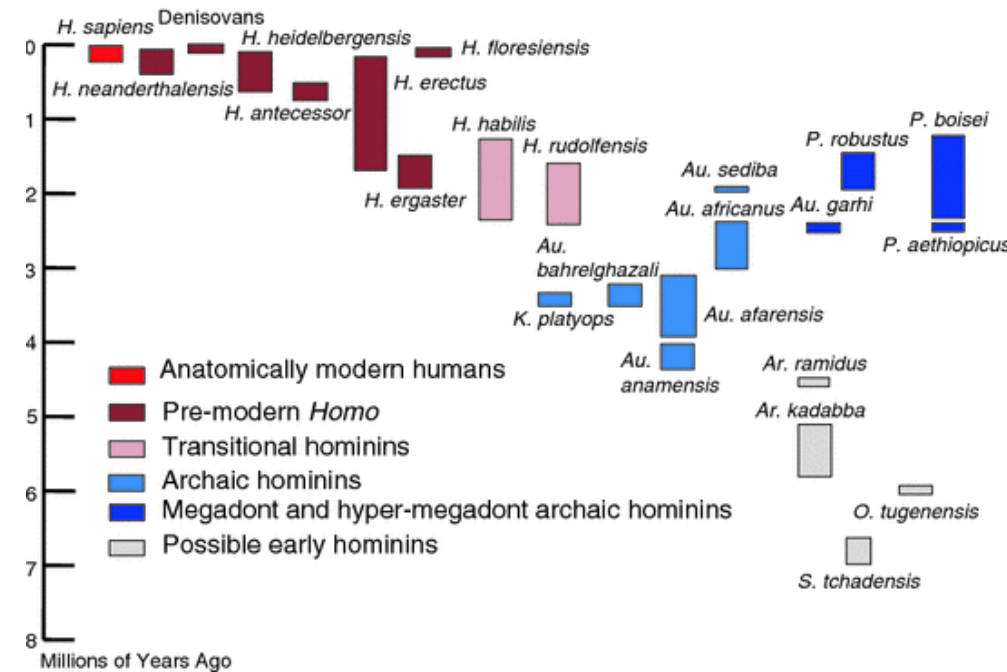 Denisovans
H. sapiens
H. heidelbergensis
H. floresiensis
0
H. neanderthalensis
H. erectus
H. antecessor
1
H. habilis
P. boisei
H. rudolfensis
P. robustus
Au. sediba
2
H. ergaster
Au. africanus
Au. garhi
Au.
bahrelghazali
P. aethiopicus
3
K. platyops
Au. afarensis
4
Au.
anamensis
Ar. ramidus
Anatomically modern humans
Ar. kadabba
5
Pre-modern Homo
Transitional hominins
Archaic hominins
6
Megadont and hyper-megadont archaic hominins
O. tugenensis
Possible early hominins
7
S. tchadensis
8
Millions of Years Ago